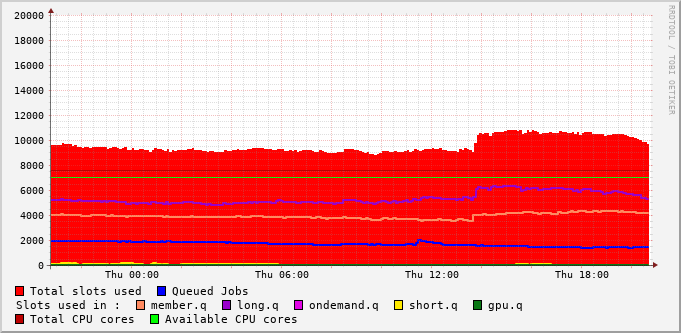 RRDTOOL / TOBI OETIKER
20000
18000
16000
14000
12000
10000
8000
6000
4000
2000
0
Thu 00:00 Thu 06:00 Thu 12:00 Thu 18:00
Total slots used Queued Jobs
Slots used in : member.q long.q ondemand.q short.q gpu.q
Total CPU cores Available CPU cores